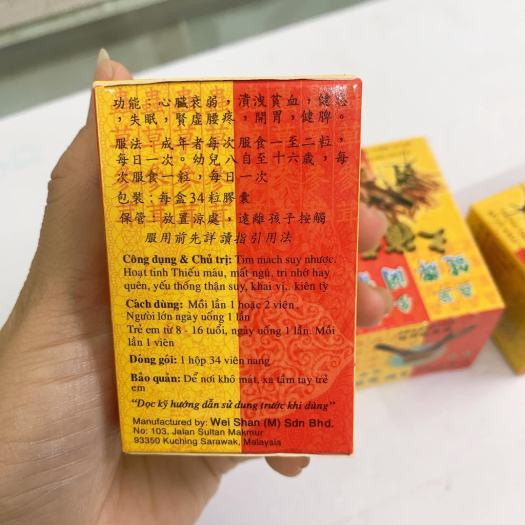 功能：心臟衰弱，潰洩貧血，健忘
，失眠，賢虛腰疼，開胃，健脾。
服法：成年者每次服食一至二粒，
每日一次。幼兒八自至十六歲，每
次服食一粒，每日一次
包裝：每盒34粒膠囊
保管：放置涼處，遠離孩子按觸
服用前先詳讀指引用法
Công dụng & Chủ trị: Tim mạch suy nhược.
Hoạt tinh Thiếu máu, mất ngủ, trí nhớ hay
quên, yếu thống thận suy, khai vị.. kiên tỳ
Cách dùng: Mỗi lần 1 hoặc 2 viên.
Người lớn ngày uống 1 lần
Trẻ em từ 8 - 16 tuổi, ngày uống 1 lần. Mỗi
lần 1 viên
Đóng gói: 1 hộp 34 viên nang
Bảo quản: Để nơi khô mát, xa tầm tay trẻ
em
"Đọc kỹ hướng dẫn sử dụng trước khi dùng"
Manufactured by: Wei Shan (M) Sdn Bhd.
No: 103, Jalan Sultan Makmur
93350 Kuching Sarawak, Malaysia